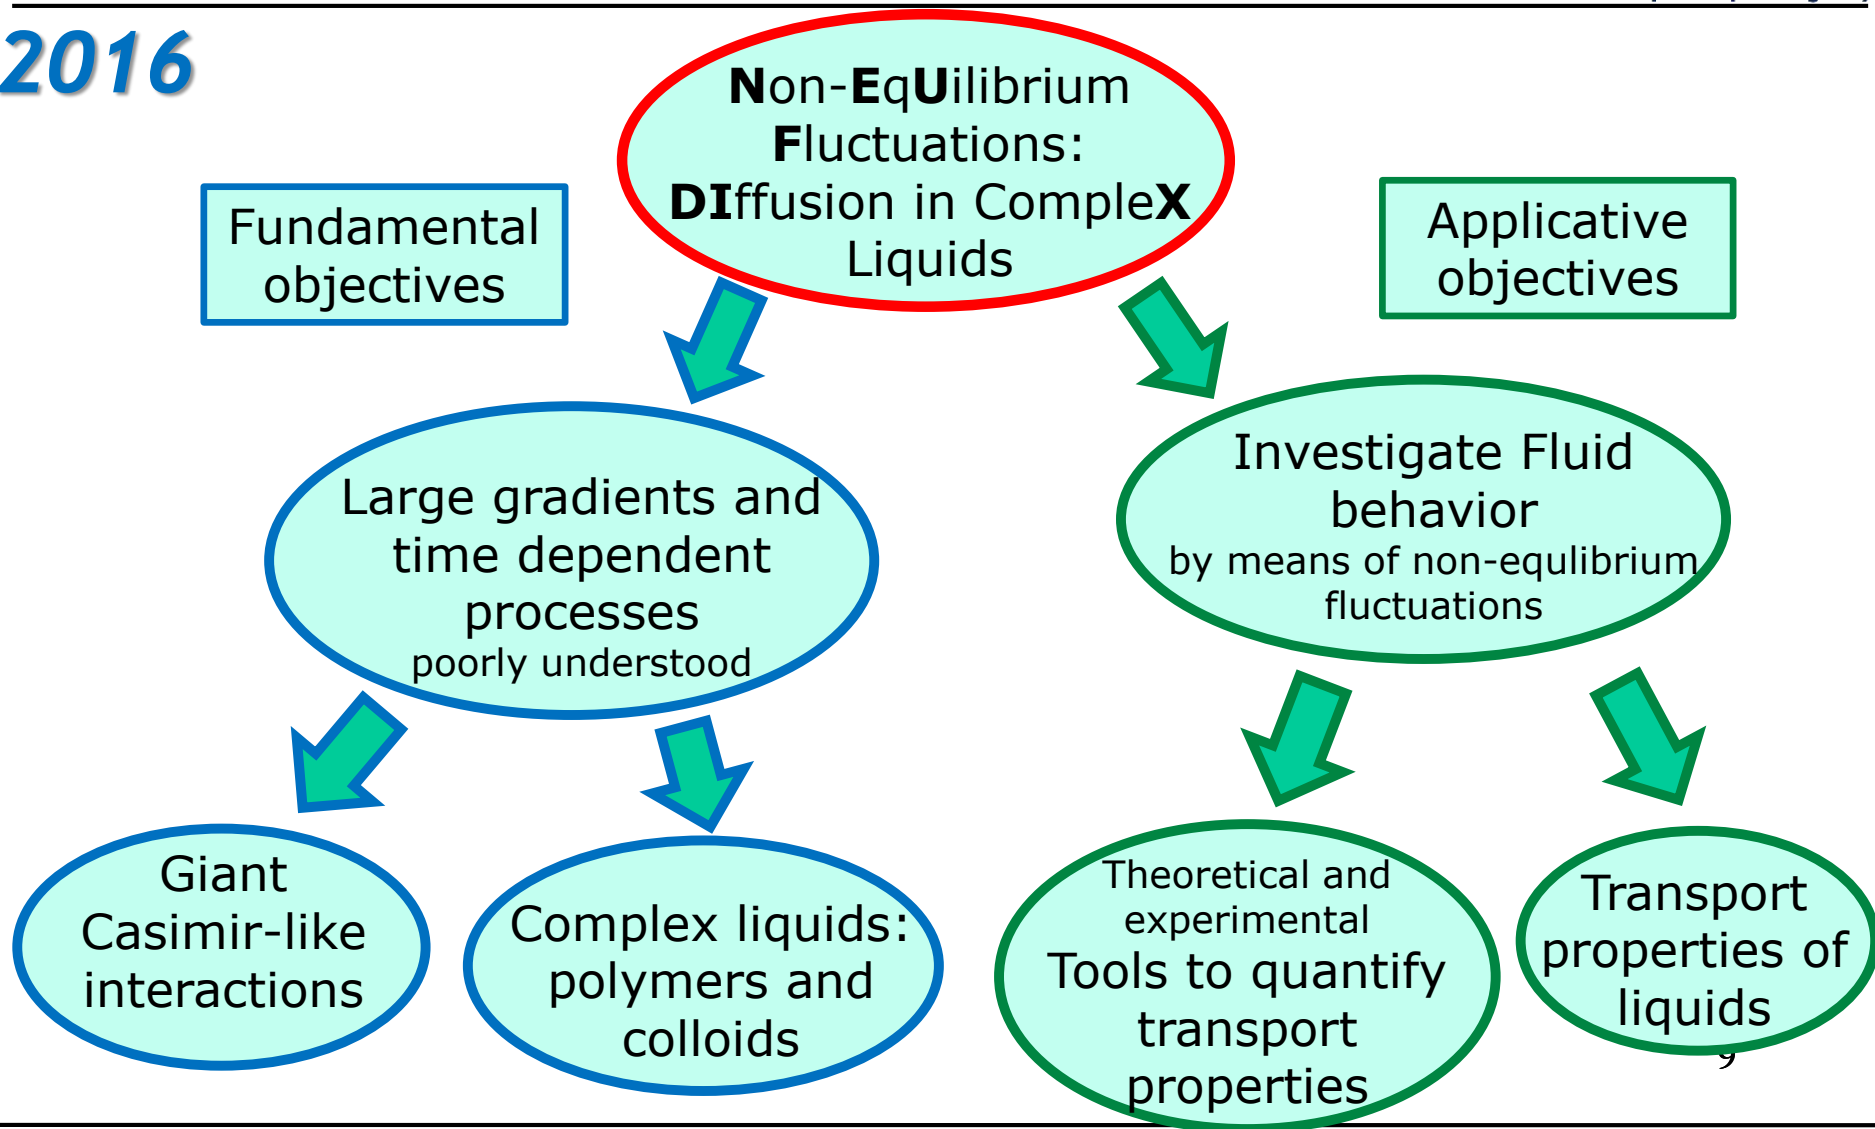 2016
Non-EqUilibrium
Fluctuations:
DIffusion in CompleX
Liquids
Fundamental
objectives
Applicative
objectives
Large gradients and
time dependent
processes
poorly understood
Investigate Fluid
behavior
by means of non-equlibrium
fluctuations
Giant
Casimir-like
interactions
Complex liquids:
polymers and
colloids
Theoretical and
experimental
Tools to quantify
transport
properties
Transport
properties of
liquids
9